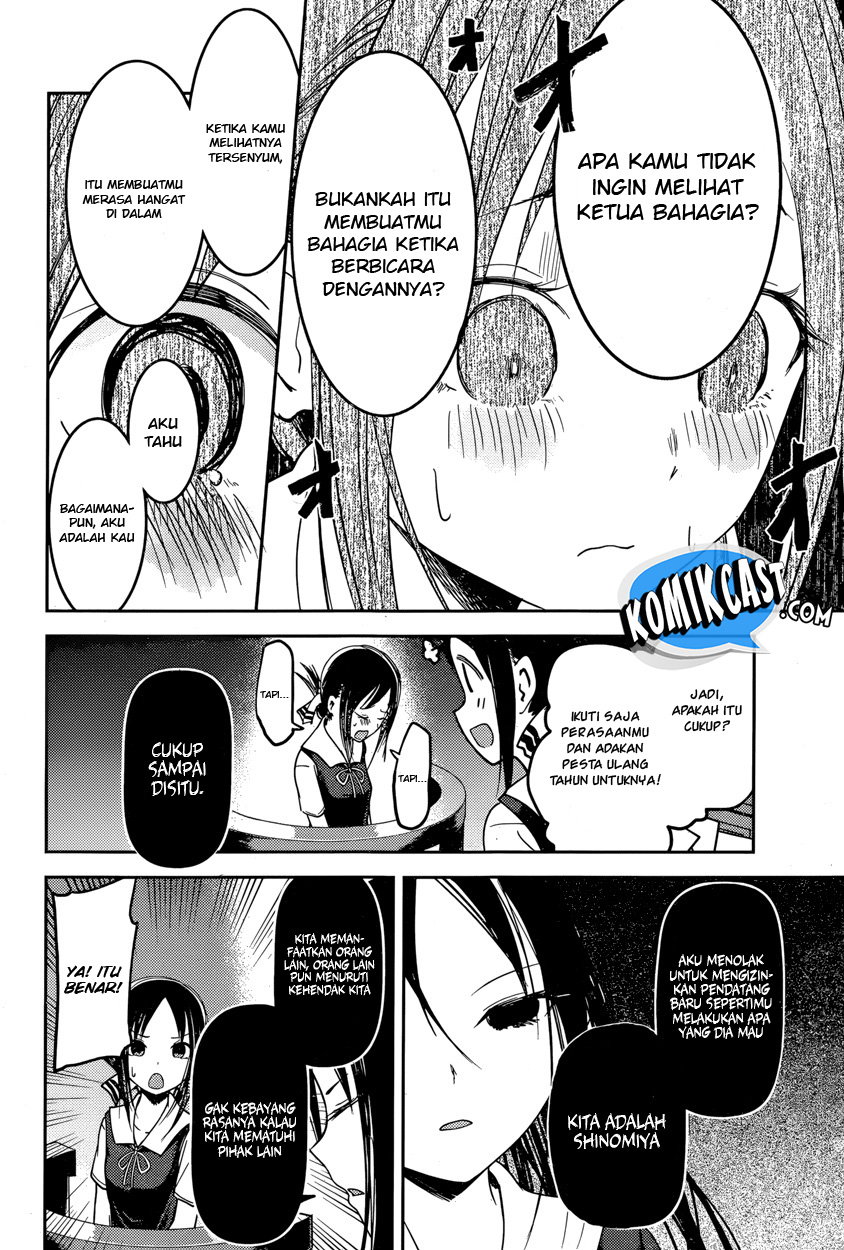 APA KAMU TIDAK
INGIN MELIHAT
KETUA BAHAGIA?
BUKANKAH ITU
MEMBUATMU
BAHAGIA KETIKA
BERBICARA
DENGANNYA?
KETIKA KAMU
MELIHATNYA
TERSENYUM,
ITU MEMBUATMU
MERASA HANGAT
DI DALAM
AKU
TAHU
BAGAIMANA-
PUN, AKU
ADALAH KAU
KOMIKCAST
.COM
JADI,
APAKAH ITU
CUKUP?
IKUTI SAJA
PERASAANMU
DAN ADAKAN
PESTA ULANG
TAHUN UNTUKNYA!
TAPI...
TAPI...
CUKUP
SAMPAI
DISITU.
AKU MENOLAK
UNTUK MENGIZIN-
KAN PENDATANG
BARU SEPERTIMU
MELAKUKAN APA
YANG DIA MAU
KITA ADALAH
SHINOMIYA
KITA MEMAN-
FAATKAN ORANG
LAIN, ORANG LAIN
PUN MENURUTI
KEHENDAK KITA
GAK KEBAYANG
RASANYA KALAU
KITA MEMATUHI
PIHAK LAIN
YA! ITU
BENAR!